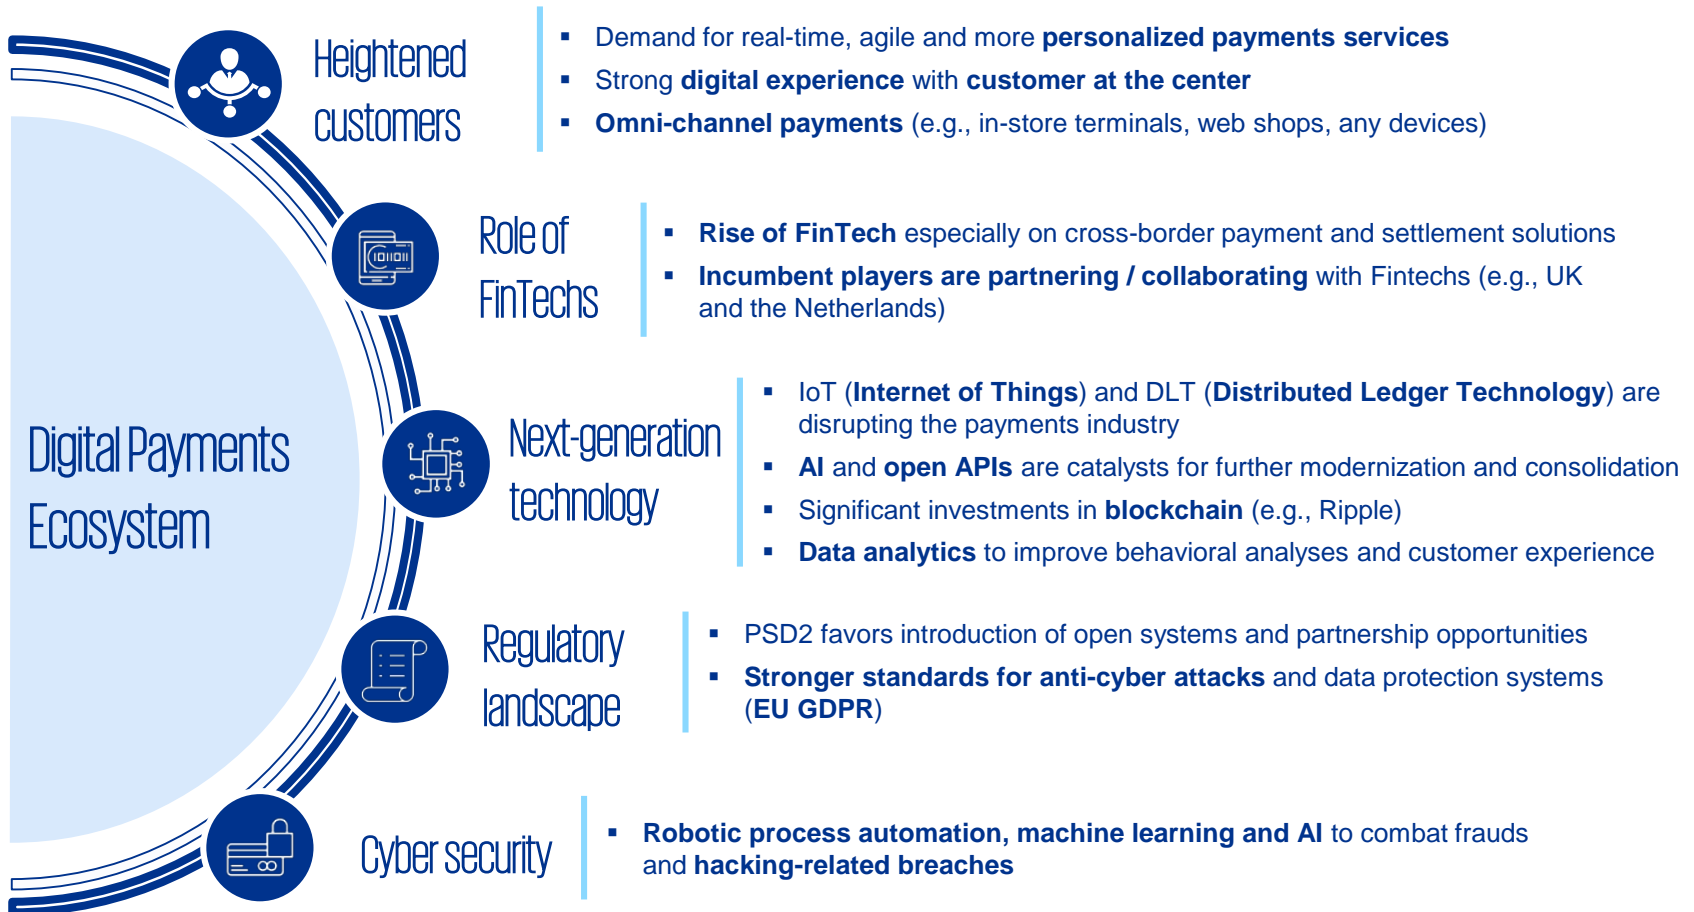 Heightened
customers
▪ Demand for real-time, agile and more personalized payments services
▪ Strong digital experience with customer at the center
▪ Omni-channel payments (e.g., in-store terminals, web shops, any devices)
Role of
FinTechs
▪ Rise of FinTech especially on cross-border payment and settlement solutions
▪ Incumbent players are partnering / collaborating with Fintechs (e.g., UK
and the Netherlands)
Digital Payments
Ecosystem
Next-generation
technology
▪ IoT (Internet of Things) and DLT (Distributed Ledger Technology) are
disrupting the payments industry
▪ AI and open APIs are catalysts for further modernization and consolidation
▪ Significant investments in blockchain (e.g., Ripple)
▪ Data analytics to improve behavioral analyses and customer experience
Regulatory
landscape
▪ PSD2 favors introduction of open systems and partnership opportunities
▪ Stronger standards for anti-cyber attacks and data protection systems
(EU GDPR)
Cyber security
▪ Robotic process automation, machine learning and AI to combat frauds
and hacking-related breaches